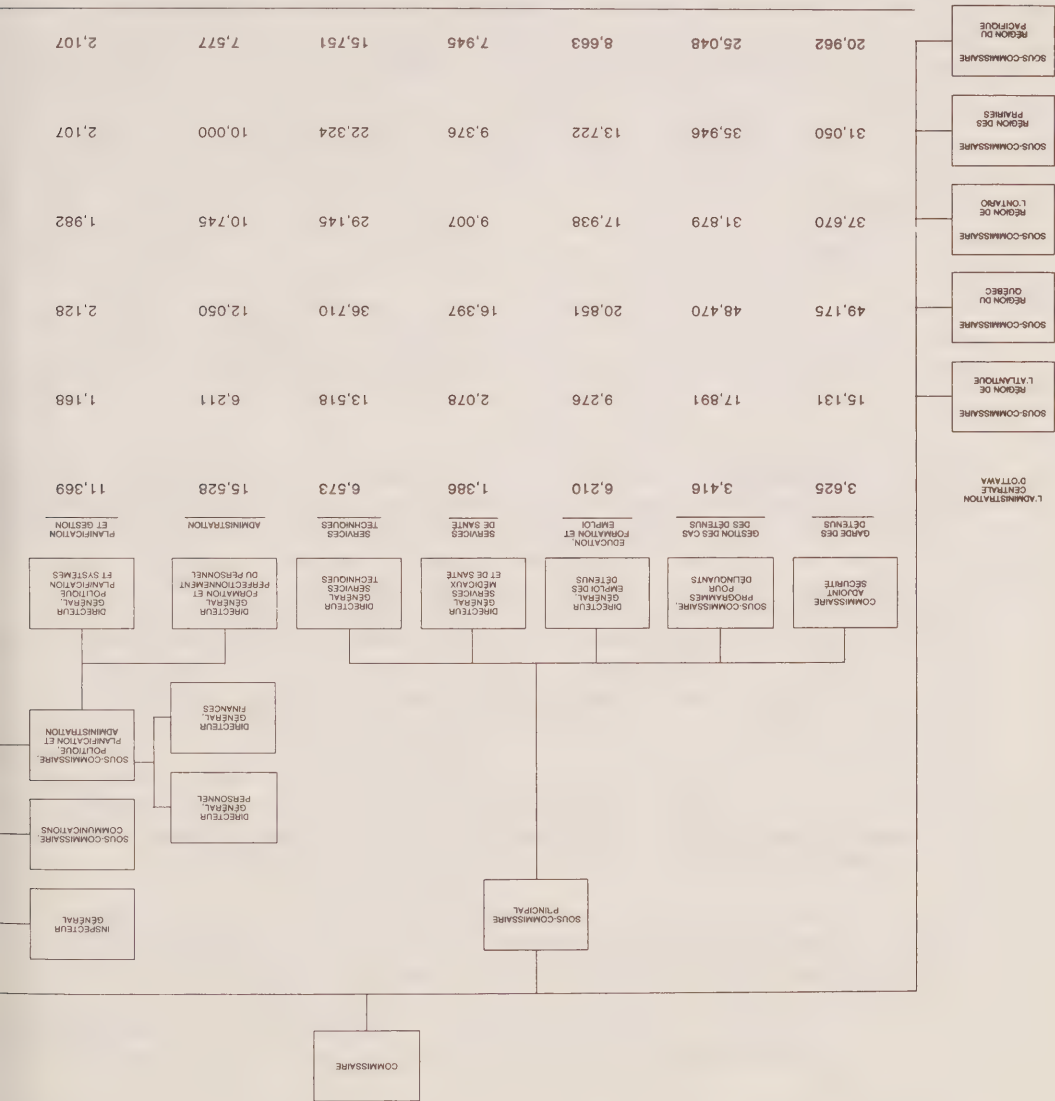 COMMISSAIRE
SOUS-COMMISSAIRE
P'INCIPAL
INSPECTEUR
GÉNÉRAL
SOUS-COMMISSAIRE,
COMMUNICATIONS
DIRECTEUR
GÉNÉRAL,
PERSONNEL
DIRECTEUR
GÉNÉRAL,
FINANCES
SOUS-COMMISSAIRE,
POLITIQUE,
PLANIFICATION ET
ADMINISTRATION
COMMISSAIRE
ADJOINT
SÉCURITÉ
SOUS-COMMISSAIRE,
PROGRAMMES
POUR
DÉLINQUANTS
DIRECTEUR
GÉNÉRAL,
EMPLOI DES
DÉTENUS
DIRECTEUR
GÉNÉRAL
SERVICES
MEDICAUX
ET DE SANTÉ
DIRECTEUR
GÉNÉRAL
SERVICES
TECHNIQUES
DIRECTEUR
GÉNÉRAL
FORMATION ET
PERFECTIONNEMENT
DU PERSONNEL
DIRECTEUR
GÉNÉRAL,
POLITIQUE
PLANIFICATION
ET SYSTÈMES
GARDE DES
DÉTENUS
GESTION DES CAS
DES DÉTENUS
EDUCATION,
FORMATION ET
EMPLOI
SERVICES
DE SANTÉ
SERVICES
TECHNIQUES
ADMINISTRATION
PLANIFICATION
ET GESTION
L'ADMINISTRATION
CENTRALE
D'OTTAWA
3,625 3,416 6,210 1,386 6,573 15,528 11,369
SOUS-COMMISSAIRE
RÉGION DE
L'ATLANTIQUE
15,131 17,891 9,276 2,078 13,518 6,211 1,168
SOUS-COMMISSAIRE
RÉGION DU
QUÉBEC
49,175 48,470 20,851 16,397 36,710 12,050 2,128
SOUS-COMMISSAIRE
RÉGION DE
L'ONTARIO
37,670 31,879 17,938 9,007 29,145 10,745 1,982
SOUS-COMMISSAIRE
RÉGION DES
PRAIRIES
31,050 35,946 13,722 9,376 22,324 10,000 2,107
SOUS-COMMISSAIRE
RÉGION DU
PACIFIQUE
20,962 25,048 8,663 7,945 15,751 7,577 2,107